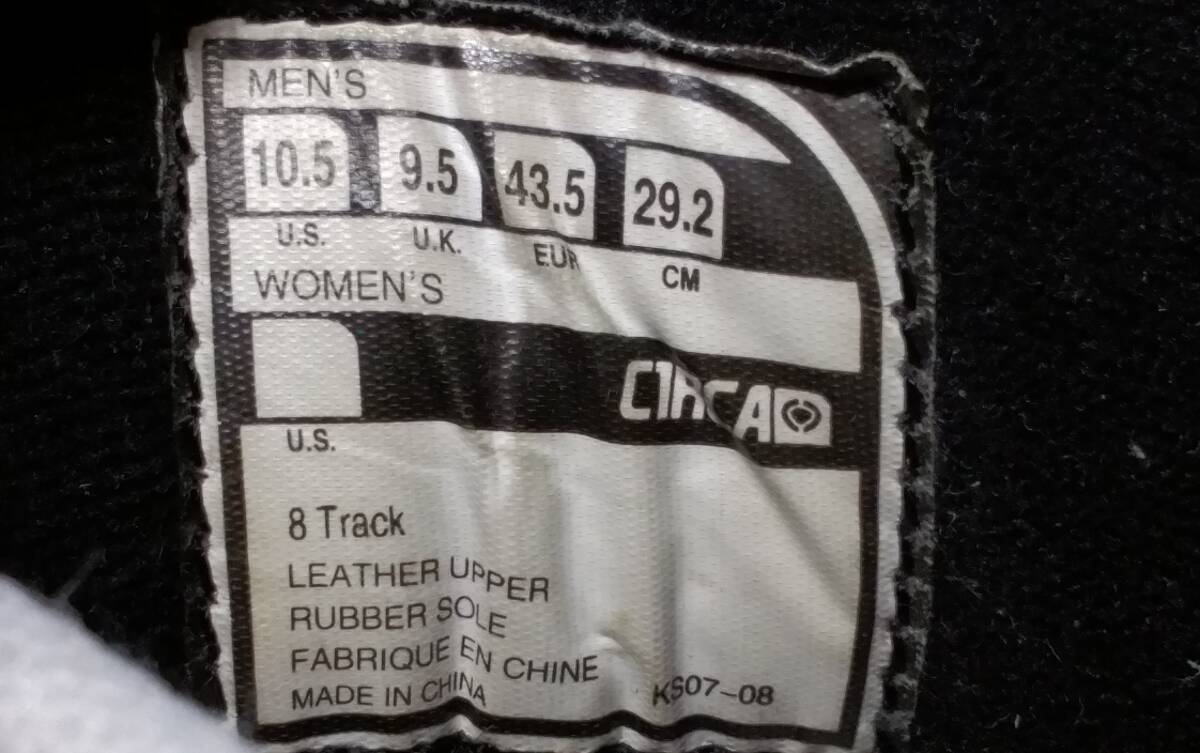 MEN'S
10.5 9.5 43.5 29.2
U.S. U.K. EUR CM
WOMEN'S
C1RCA
U.S.
8 Track
LEATHER UPPER
RUBBER SOLE
FABRIQUE EN CHINE
MADE IN CHINA KS07-08